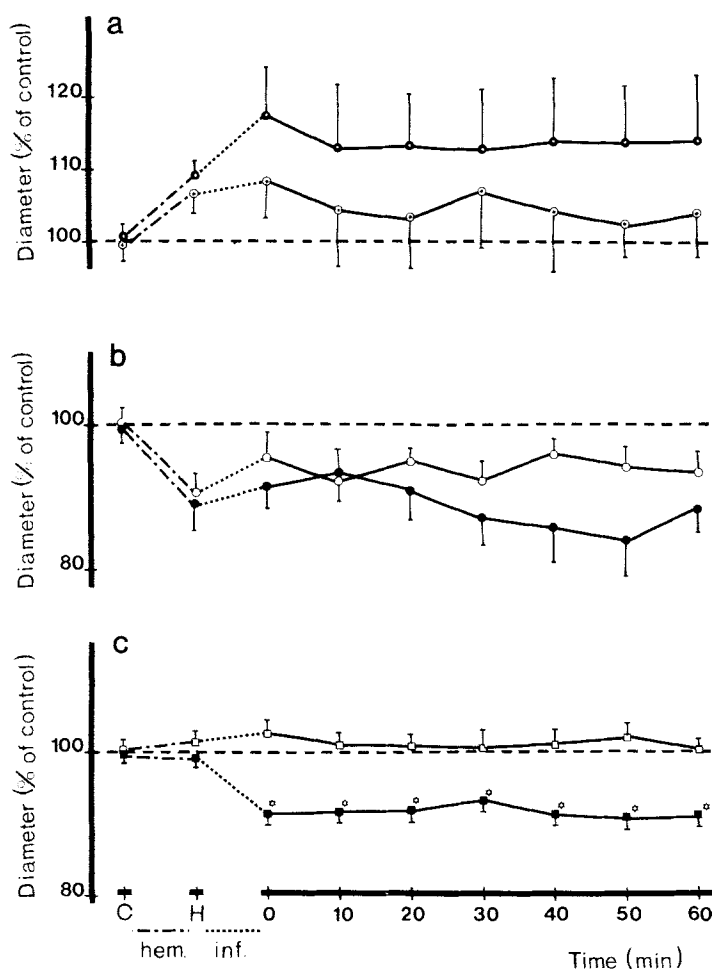 a
Diameter (% of control)
120
110
100
b
Diameter (% of control)
100
80
c
Diameter (% of control)
100
80
C H 0 10 20 30 40 50 60
hem. inf.
Time (min)